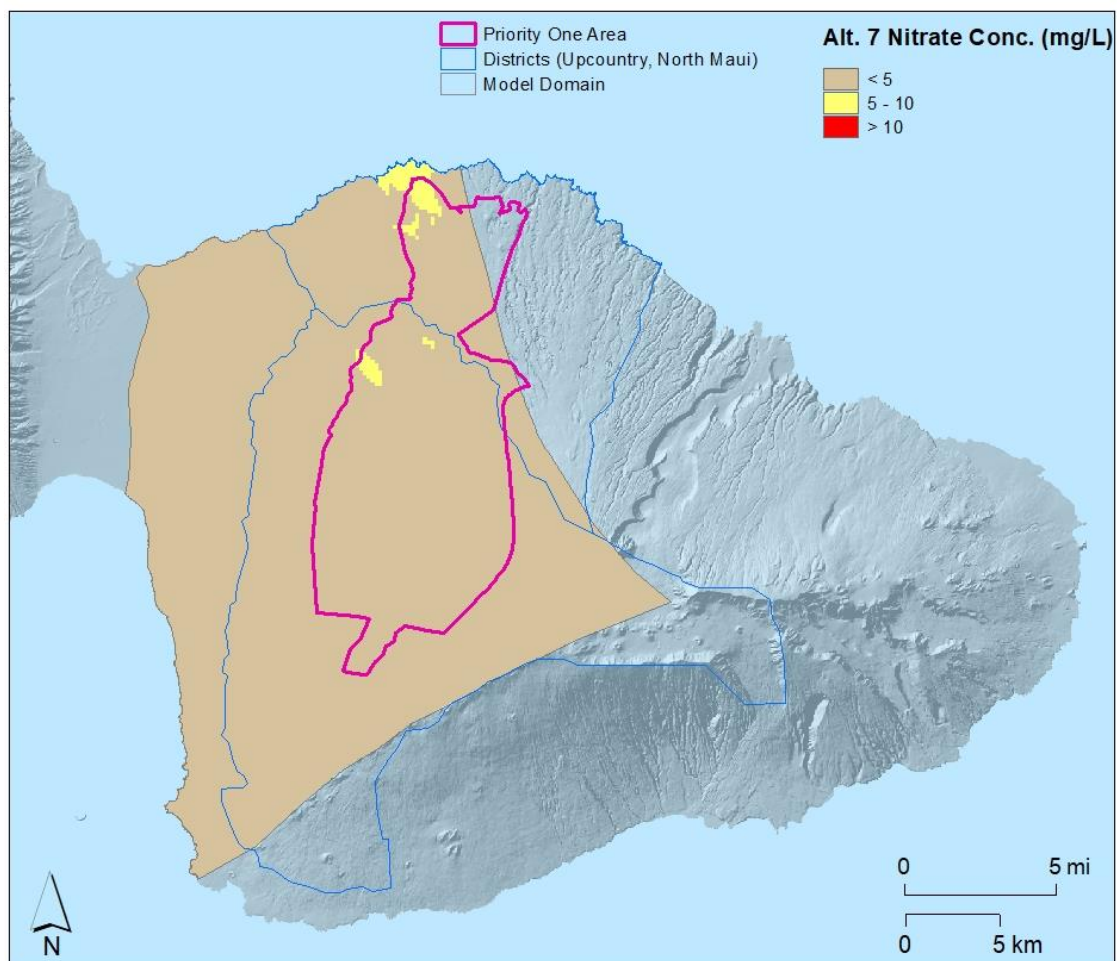 Priority One Area
Districts (Upcountry, North Maui)
Model Domain
Alt. 7 Nitrate Conc. (mg/L)
< 5
5 - 10
> 10
0 5 mi
0 5 km
N